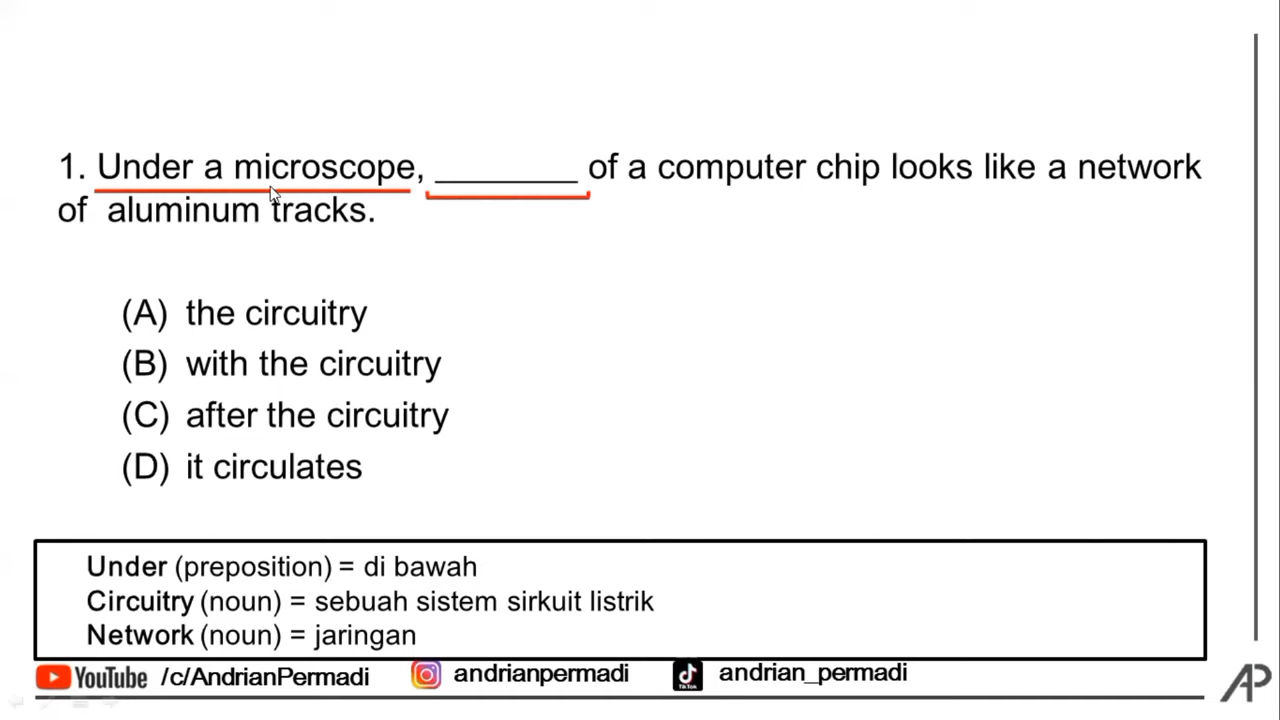 1. Under a microscope, ________ of a computer chip looks like a network
of aluminum tracks.
(A) the circuitry
(B) with the circuitry
(C) after the circuitry
(D) it circulates
Under (preposition) = di bawah
Circuitry (noun) = sebuah sistem sirkuit listrik
Network (noun) = jaringan
YouTube /c/AndrianPermadi andrianpermadi TikTok andrian_permadi AP